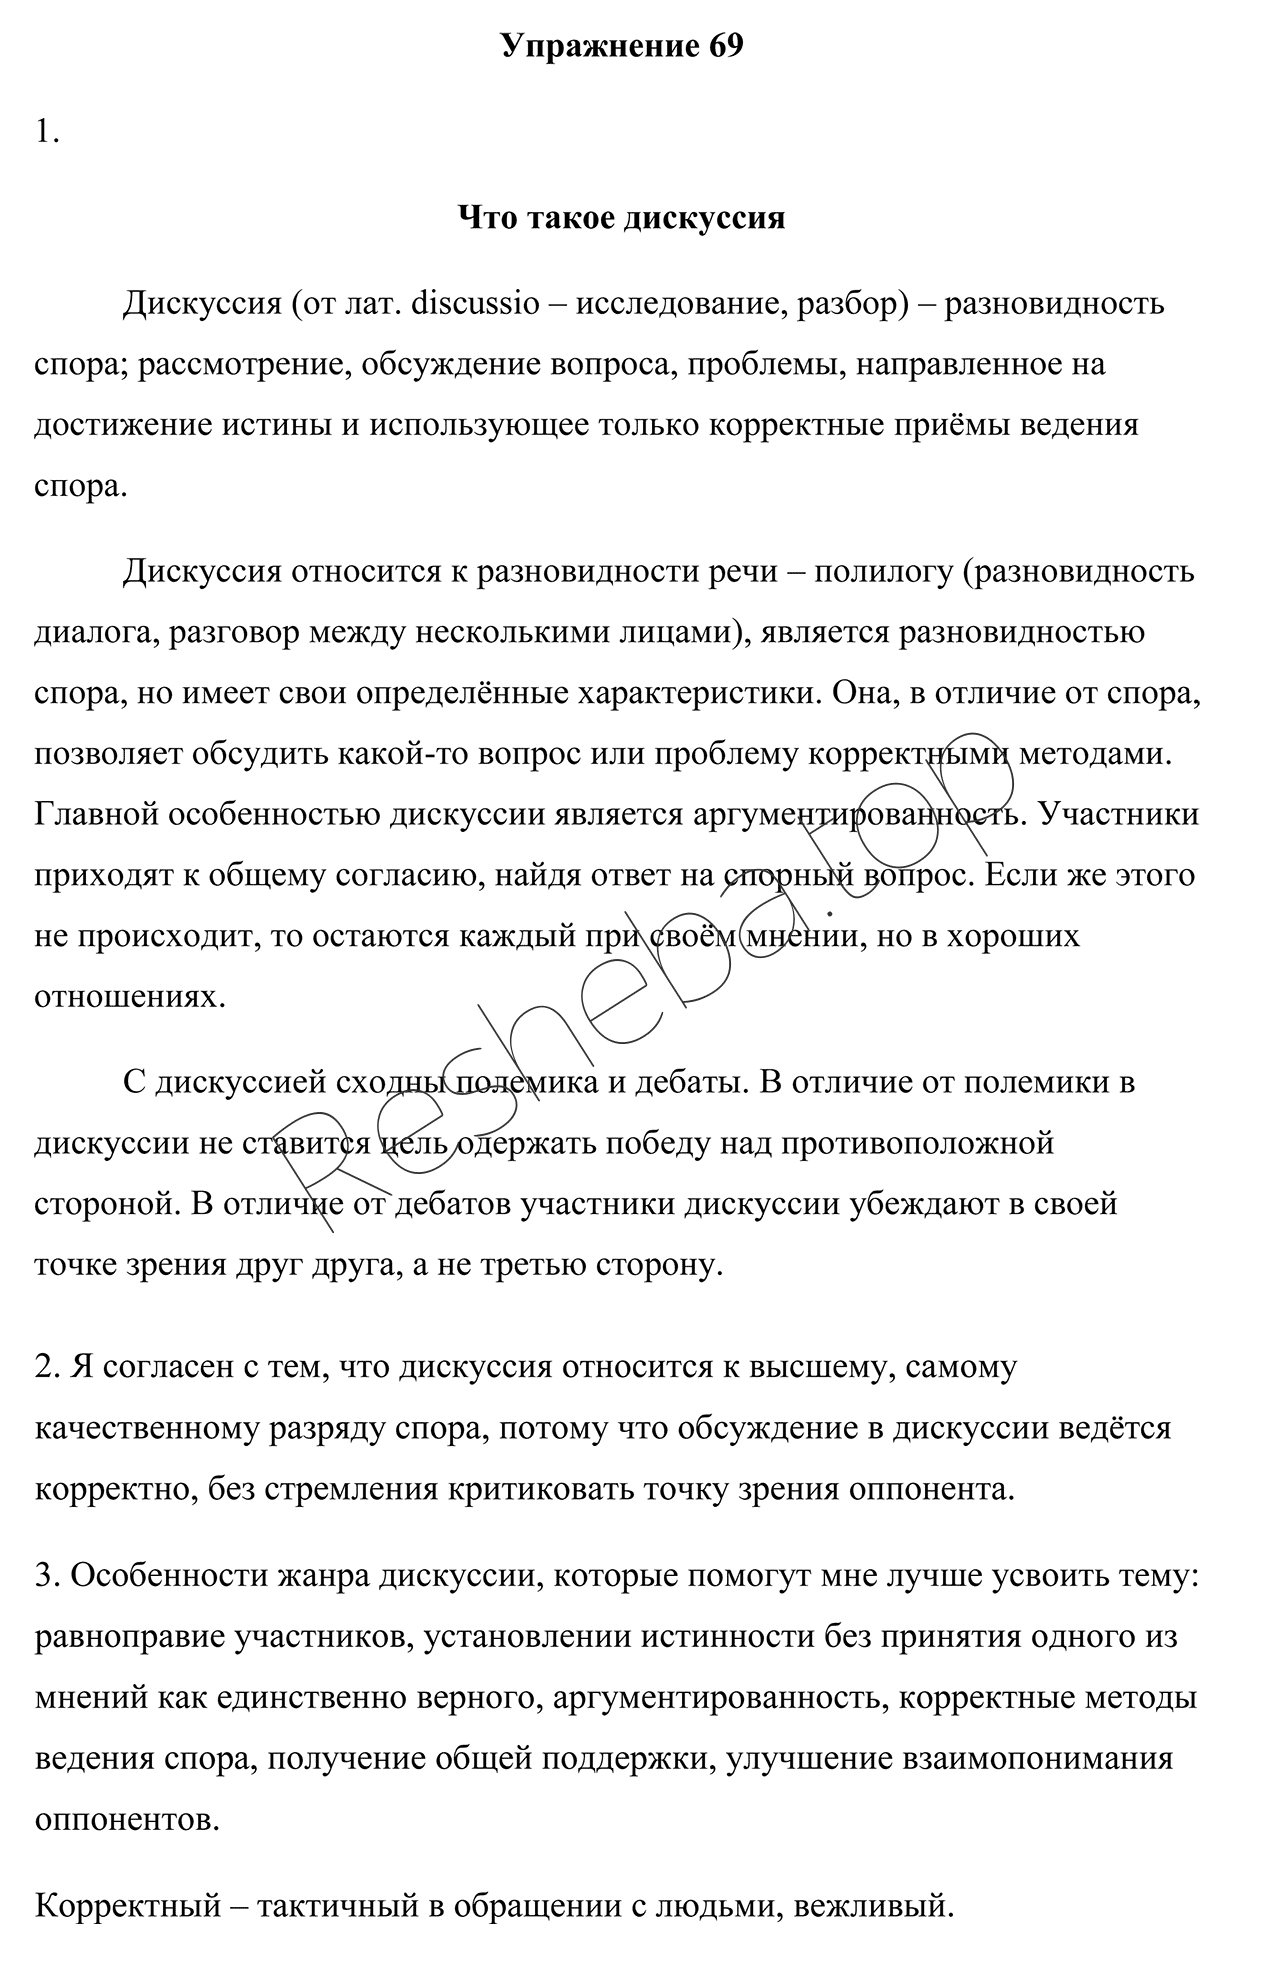 Упражнение 69
1.
Что такое дискуссия
Дискуссия (от лат. discussio – исследование, разбор) – разновидность
спора; рассмотрение, обсуждение вопроса, проблемы, направленное на
достижение истины и использующее только корректные приёмы ведения
спора.
Дискуссия относится к разновидности речи – полилогу (разновидность
диалога, разговор между несколькими лицами), является разновидностью
спора, но имеет свои определённые характеристики. Она, в отличие от спора,
позволяет обсудить какой-то вопрос или проблему корректными методами.
Главной особенностью дискуссии является аргументированность. Участники
приходят к общему согласию, найдя ответ на спорный вопрос. Если же этого
не происходит, то остаются каждый при своём мнении, но в хороших
отношениях.
С дискуссией сходны полемика и дебаты. В отличие от полемики в
дискуссии не ставится цель одержать победу над противоположной
стороной. В отличие от дебатов участники дискуссии убеждают в своей
точке зрения друг друга, а не третью сторону.
2. Я согласен с тем, что дискуссия относится к высшему, самому
качественному разряду спора, потому что обсуждение в дискуссии ведётся
корректно, без стремления критиковать точку зрения оппонента.
3. Особенности жанра дискуссии, которые помогут мне лучше усвоить тему:
равноправие участников, установлении истинности без принятия одного из
мнений как единственно верного, аргументированность, корректные методы
ведения спора, получение общей поддержки, улучшение взаимопонимания
оппонентов.
Корректный – тактичный в обращении с людьми, вежливый.
Resheba.top